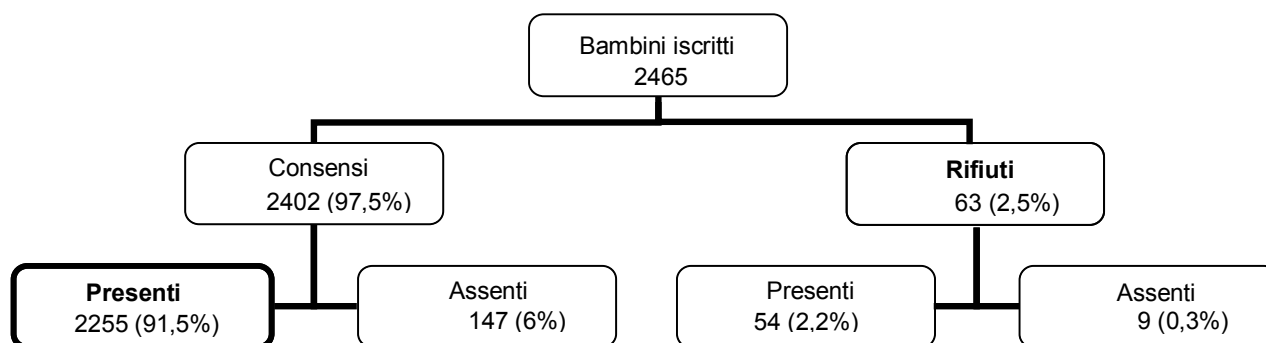 Bambini iscritti
2465
Consensi
2402 (97,5%)
Rifiuti
63 (2,5%)
Presenti
2255 (91,5%)
Assenti
147 (6%)
Presenti
54 (2,2%)
Assenti
9 (0,3%)